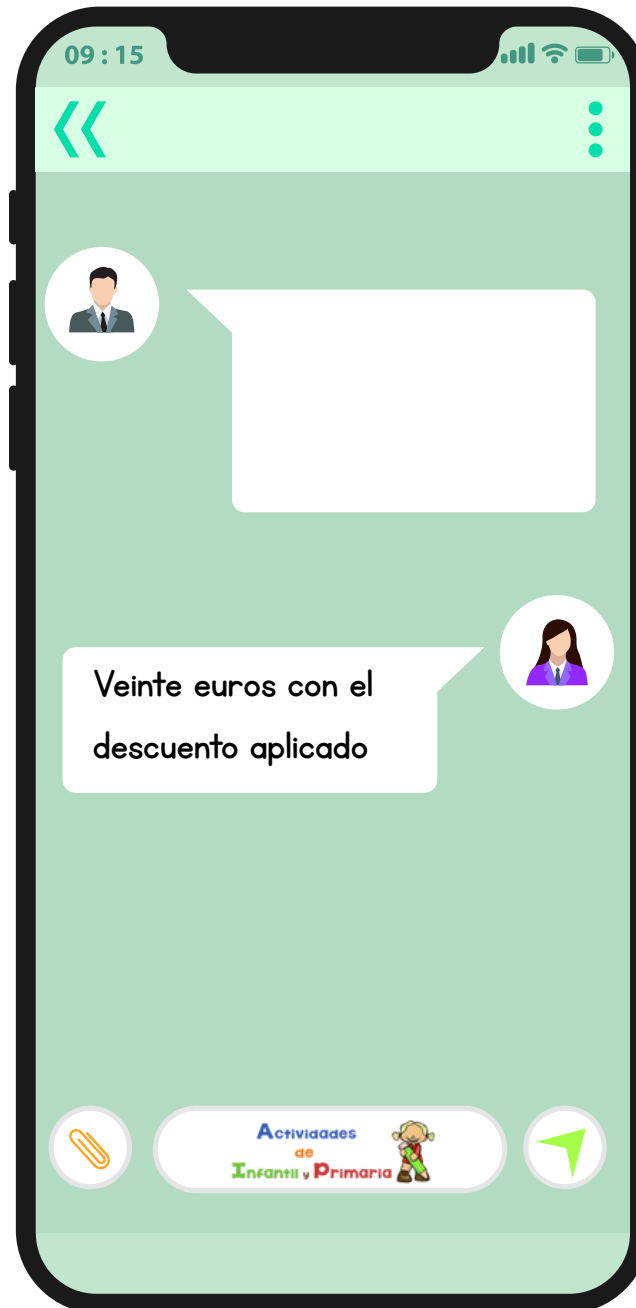 09 : 15
Veinte euros con el
descuento aplicado
Actividades
de
Infantil y Primaria